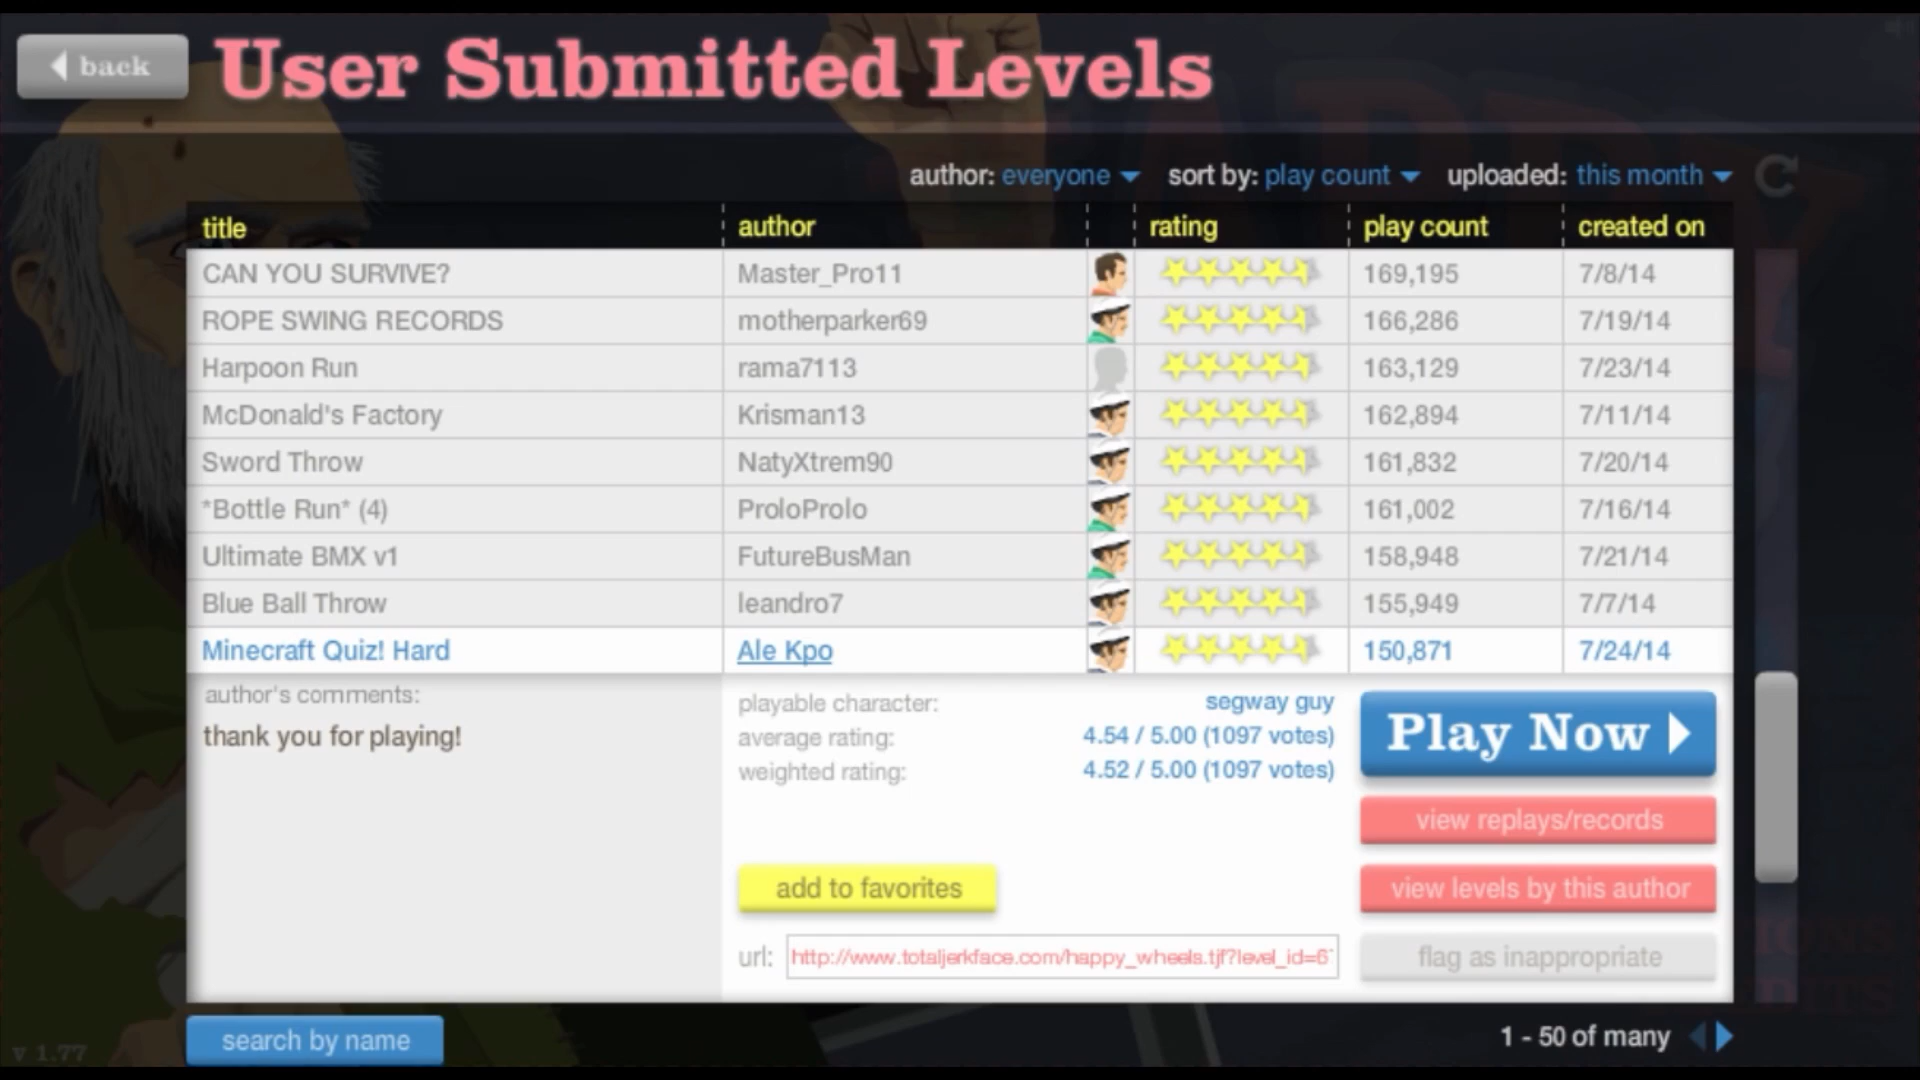 back
User Submitted Levels
author: everyone sort by: play count uploaded: this month
title author rating play count created on
CAN YOU SURVIVE? Master_Pro11 169,195 7/8/14
ROPE SWING RECORDS motherparker69 166,286 7/19/14
Harpoon Run rama7113 163,129 7/23/14
McDonald's Factory Krisman13 162,894 7/11/14
Sword Throw NatyXtrem90 161,832 7/20/14
*Bottle Run* (4) ProloProlo 161,002 7/16/14
Ultimate BMX v1 FutureBusMan 158,948 7/21/14
Blue Ball Throw leandro7 155,949 7/7/14
Minecraft Quiz! Hard Ale Kpo 150,871 7/24/14
author's comments:
thank you for playing!
playable character: segway guy
average rating: 4.54 / 5.00 (1097 votes)
weighted rating: 4.52 / 5.00 (1097 votes)
Play Now
view replays/records
add to favorites
view levels by this author
url: http://www.totaljerkface.com/happy_wheels.tjf?level_id=6
flag as inappropriate
search by name
1 - 50 of many
v 1.77